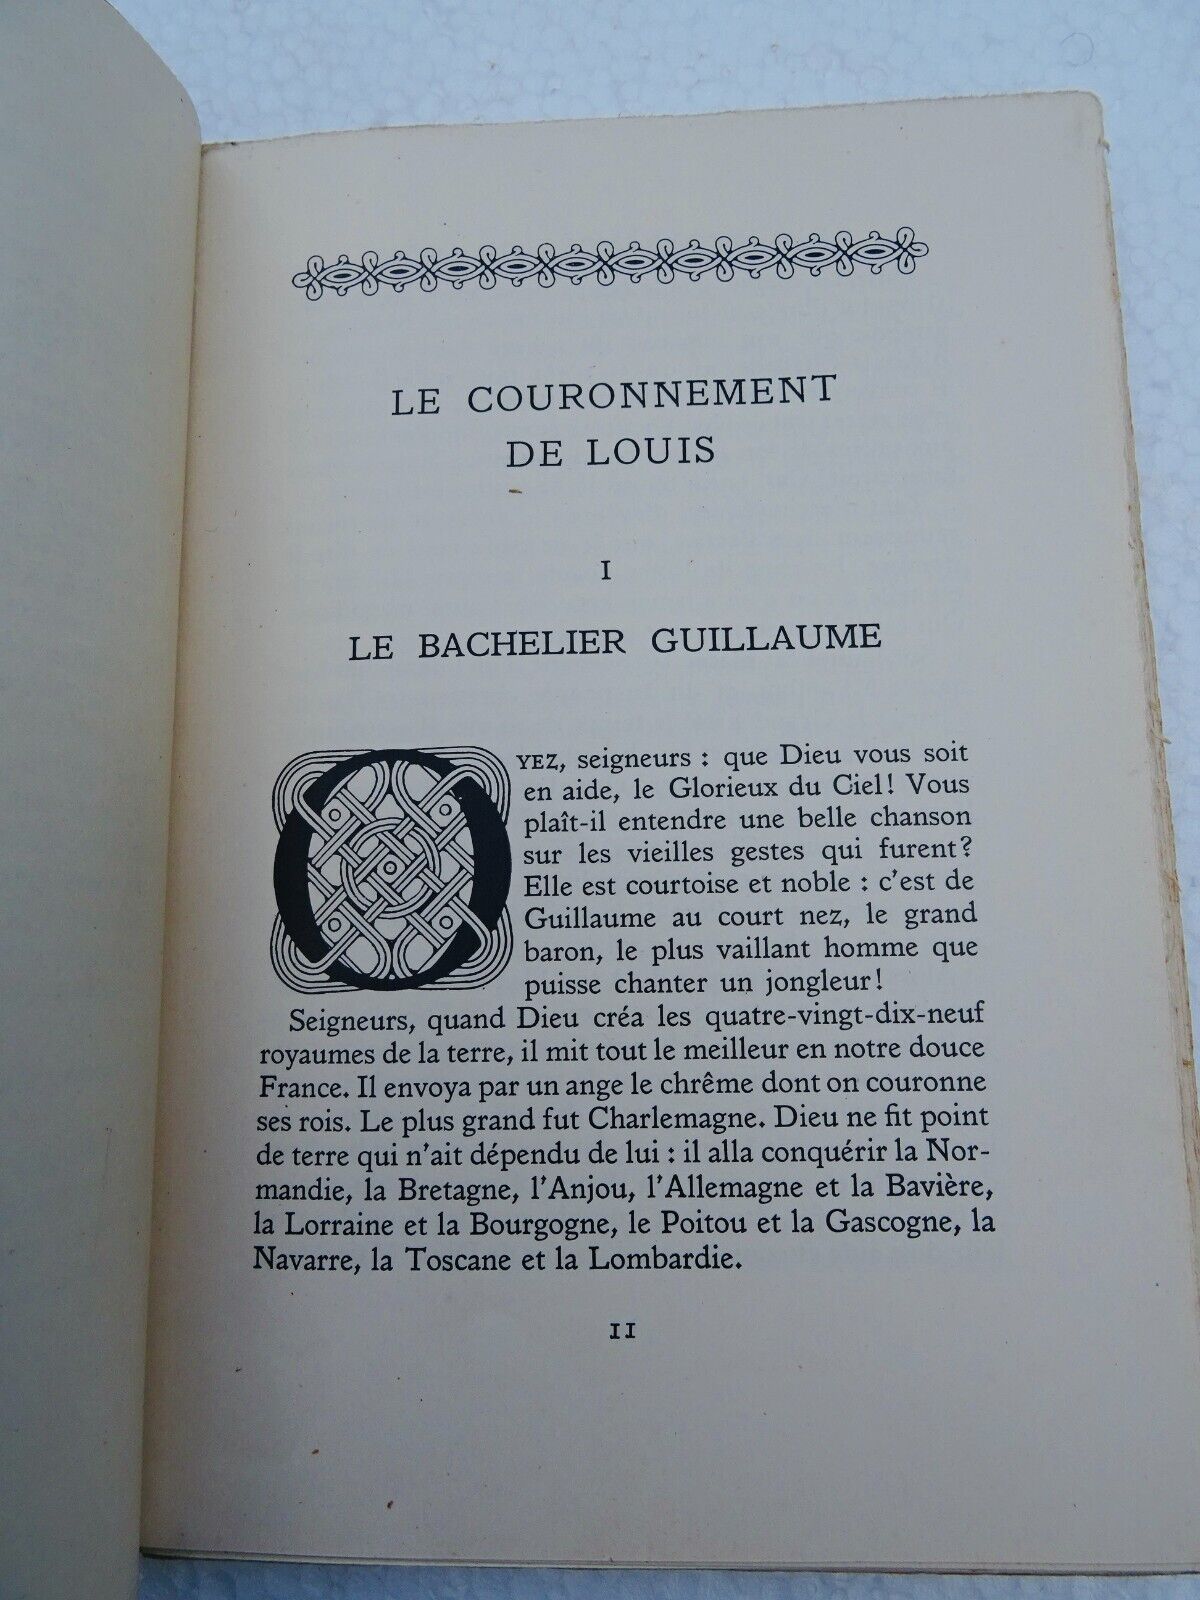 LE COURONNEMENT
DE LOUIS
I
LE BACHELIER GUILLAUME
OYEZ, seigneurs : que Dieu vous soit
en aide, le Glorieux du Ciel! Vous
plaît-il entendre une belle chanson
sur les vieilles gestes qui furent?
Elle est courtoise et noble : c'est de
Guillaume au court nez, le grand
baron, le plus vaillant homme que
puisse chanter un jongleur!
Seigneurs, quand Dieu créa les quatre-vingt-dix-neuf
royaumes de la terre, il mit tout le meilleur en notre douce
France. Il envoya par un ange le chrême dont on couronne
ses rois. Le plus grand fut Charlemagne. Dieu ne fit point
de terre qui n'ait dépendu de lui : il alla conquérir la Nor-
mandie, la Bretagne, l'Anjou, l'Allemagne et la Bavière,
la Lorraine et la Bourgogne, le Poitou et la Gascogne, la
Navarre, la Toscane et la Lombardie.
11